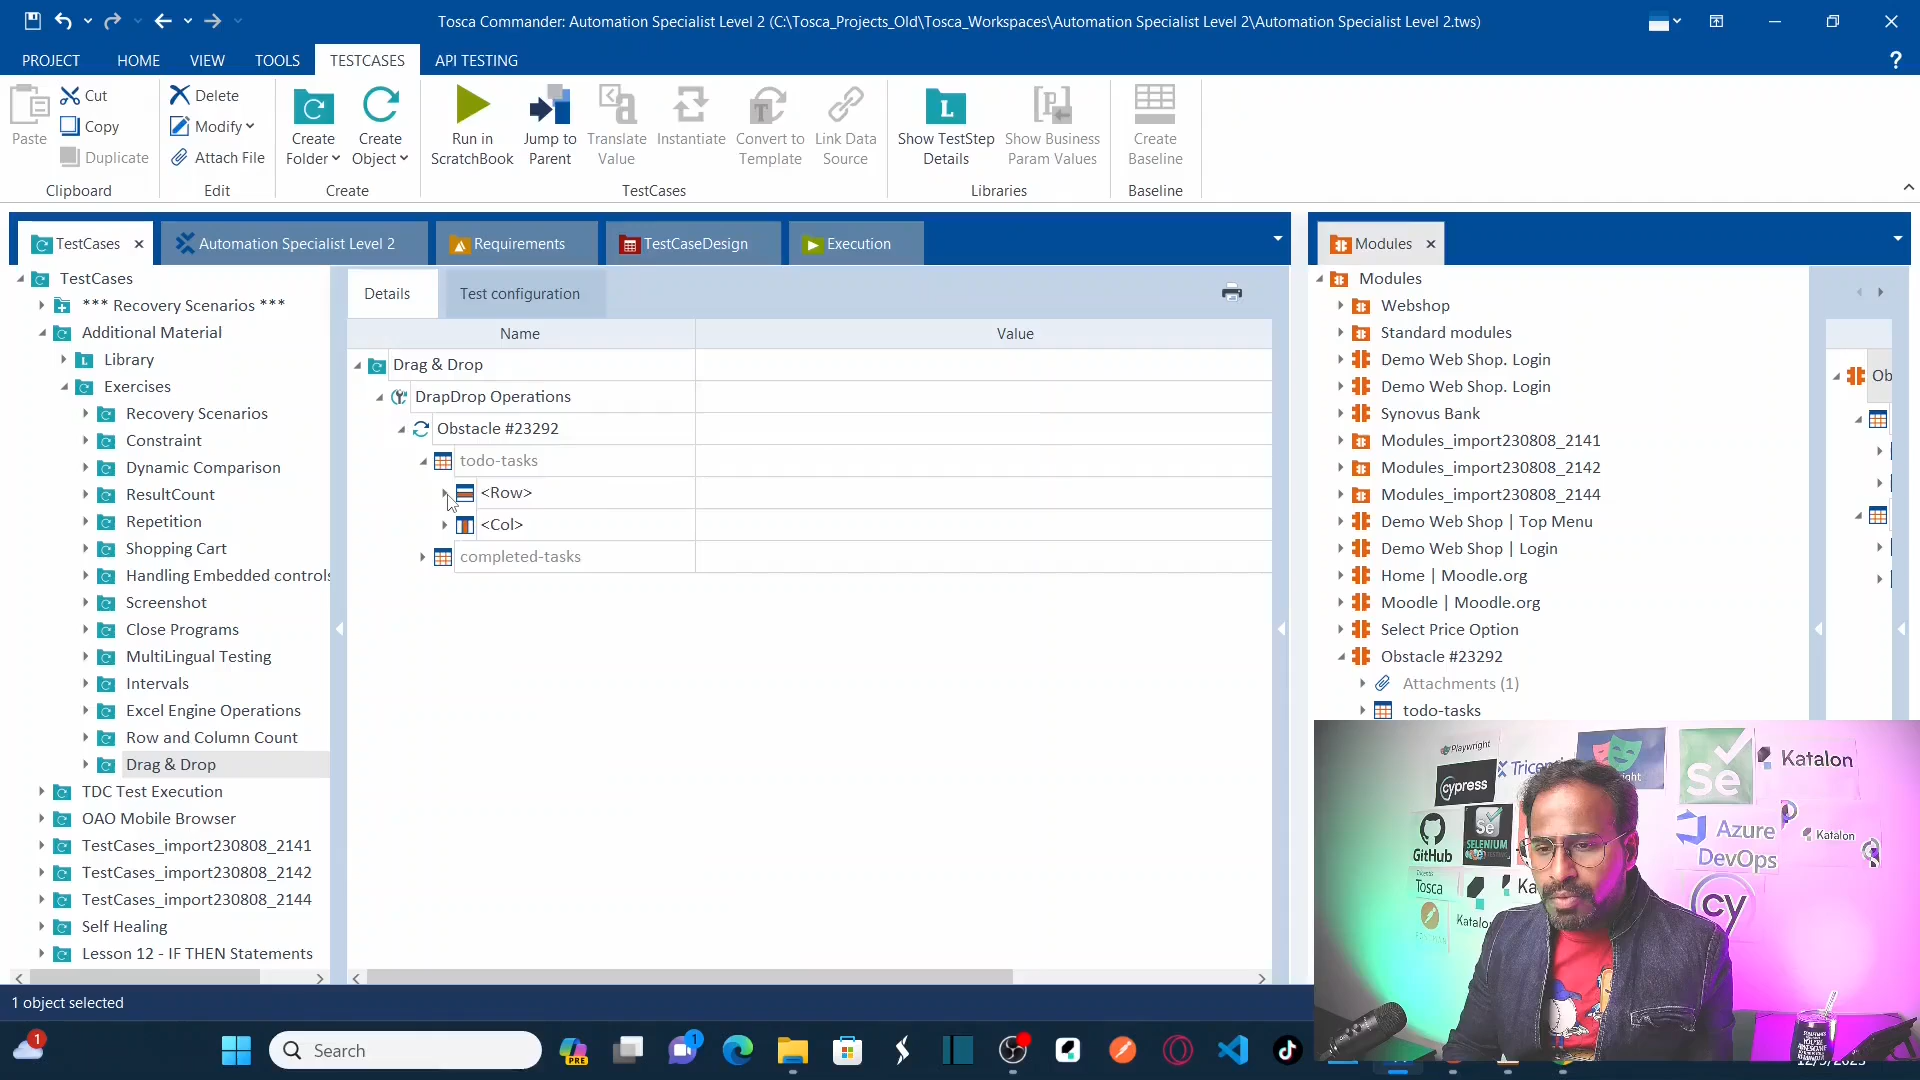 Tosca Commander: Automation Specialist Level 2 (C:\Tosca_Projects_Old\Tosca_Workspaces\Automation Specialist Level 2\Automation Specialist Level 2.tws)
PROJECT HOME VIEW TOOLS TESTCASES API TESTING ?
Paste
Cut
Copy
Duplicate
Clipboard
Delete
Modify
Attach File
Edit
Create Folder
Create Object
Create
Run in ScratchBook
Jump to Parent
Translate Value
Instantiate
Convert to Template
Link Data Source
TestCases
Show TestStep Details
Show Business Param Values
Libraries
Create Baseline
Baseline
TestCases Automation Specialist Level 2 Requirements TestCaseDesign Execution
TestCases
*** Recovery Scenarios ***
Additional Material
Library
Exercises
Recovery Scenarios
Constraint
Dynamic Comparison
ResultCount
Repetition
Shopping Cart
Handling Embedded controls
Screenshot
Close Programs
MultiLingual Testing
Intervals
Excel Engine Operations
Row and Column Count
Drag & Drop
TDC Test Execution
OAO Mobile Browser
TestCases_import230808_2141
TestCases_import230808_2142
TestCases_import230808_2144
Self Healing
Lesson 12 - IF THEN Statements
Details Test configuration
Name Value
Drag & Drop
DrapDrop Operations
Obstacle #23292
todo-tasks
<Row>
<Col>
completed-tasks
Modules
Modules
Webshop
Standard modules
Demo Web Shop. Login
Demo Web Shop. Login
Synovus Bank
Modules_import230808_2141
Modules_import230808_2142
Modules_import230808_2144
Demo Web Shop | Top Menu
Demo Web Shop | Login
Home | Moodle.org
Moodle | Moodle.org
Select Price Option
Obstacle #23292
Attachments (1)
todo-tasks
Ob
Playwright
cypress
GitHub
Se
SELENIUM
Tosca
Katalon
Se
Katalon
Azure DevOps
Katalon
cy
1 object selected
1
Search
PRE
1